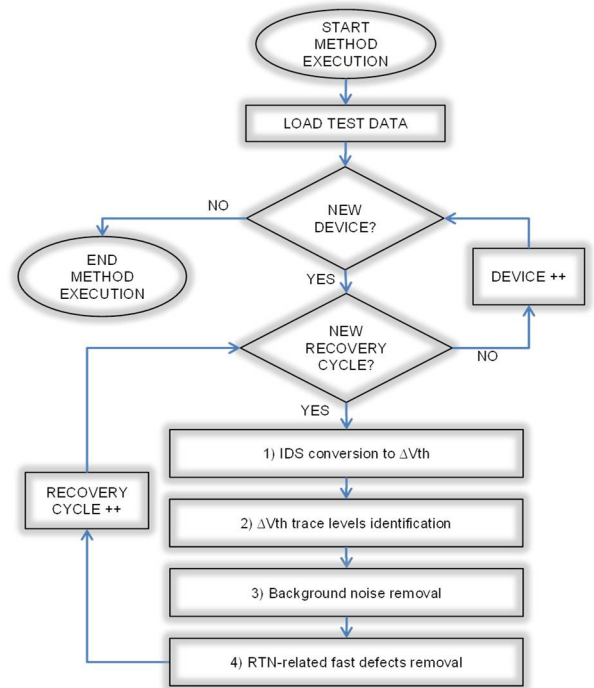 START
METHOD
EXECUTION
LOAD TEST DATA
NO
NEW
DEVICE?
END
METHOD
EXECUTION
YES
DEVICE ++
NEW
RECOVERY
CYCLE?
NO
YES
1) IDS conversion to ΔVth
RECOVERY
CYCLE ++
2) ΔVth trace levels identification
3) Background noise removal
4) RTN-related fast defects removal